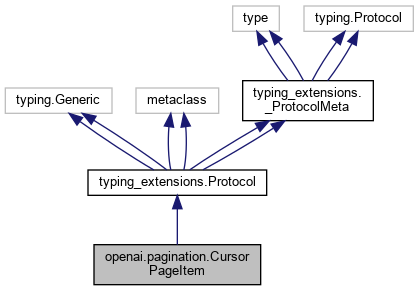 type
typing.Protocol
typing_extensions.
_ProtocolMeta
typing.Generic
metaclass
typing_extensions.Protocol
openai.pagination.Cursor
PageItem